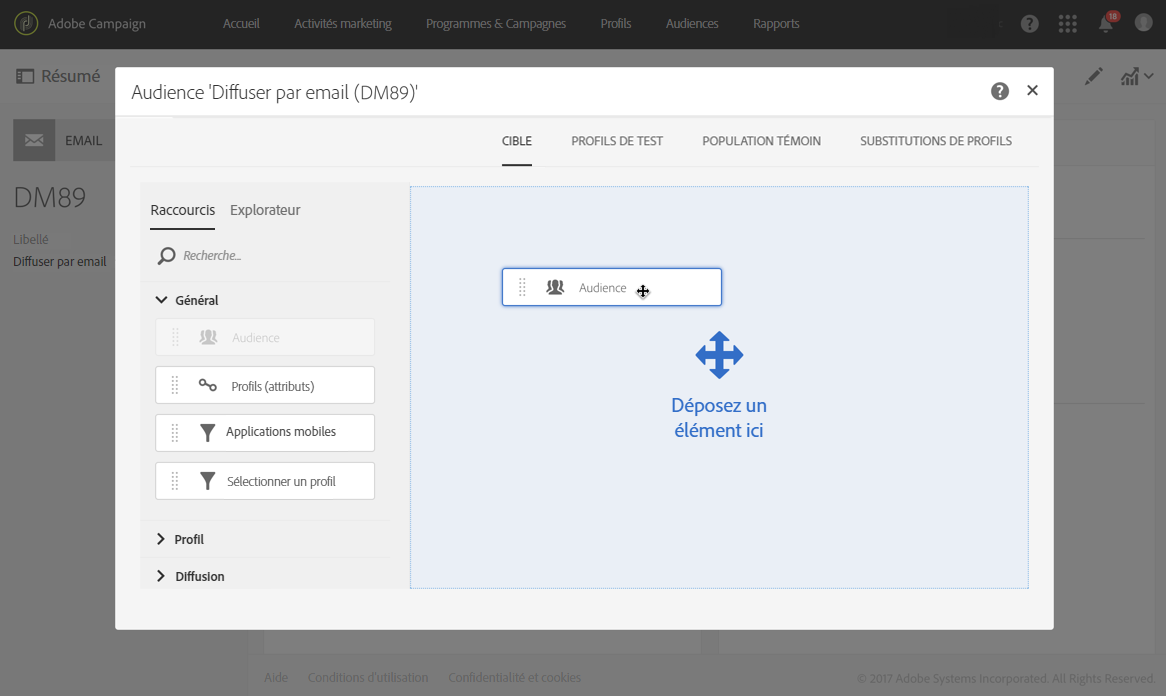 Adobe Campaign
Accueil
Activités marketing
Programmes & Campagnes
Profils
Audiences
Rapports
18
Résumé
EMAIL
DM89
Libellé
Diffuser par email
Audience 'Diffuser par email (DM89)'
CIBLE
PROFILS DE TEST
POPULATION TÉMOIN
SUBSTITUTIONS DE PROFILS
Raccourcis
Explorateur
Recherche...
Général
Audience
Profils (attributs)
Applications mobiles
Sélectionner un profil
Profil
Diffusion
Audience
Déposez un
élément ici
Aide
Conditions d'utilisation
Confidentialité et cookies
© 2017 Adobe Systems Incorporated. All Rights Reserved.